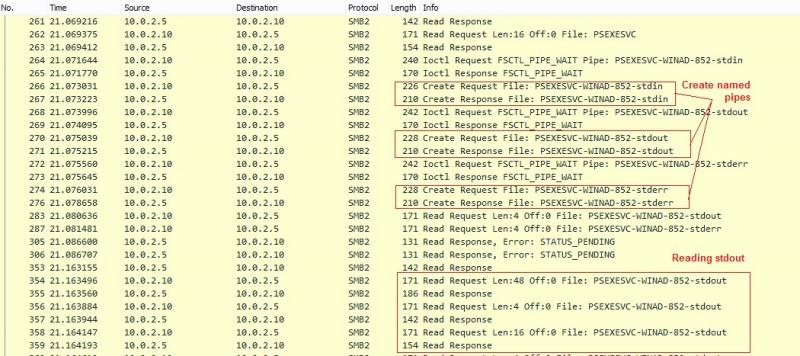 No. Time Source Destination Protocol Length Info
261 21.069216 10.0.2.5 10.0.2.10 SMB2 142 Read Response
262 21.069375 10.0.2.10 10.0.2.5 SMB2 171 Read Request Len:16 Off:0 File: PSEXESVC
263 21.069412 10.0.2.5 10.0.2.10 SMB2 154 Read Response
264 21.071644 10.0.2.10 10.0.2.5 SMB2 240 Ioctl Request FSCTL_PIPE_WAIT Pipe: PSEXESVC-WINAD-852-stdin
265 21.071770 10.0.2.5 10.0.2.10 SMB2 170 Ioctl Response FSCTL_PIPE_WAIT
266 21.073031 10.0.2.10 10.0.2.5 SMB2 226 Create Request File: PSEXESVC-WINAD-852-stdin
267 21.073223 10.0.2.5 10.0.2.10 SMB2 210 Create Response File: PSEXESVC-WINAD-852-stdin
Create named
pipes
268 21.073996 10.0.2.10 10.0.2.5 SMB2 242 Ioctl Request FSCTL_PIPE_WAIT Pipe: PSEXESVC-WINAD-852-stdout
269 21.074095 10.0.2.5 10.0.2.10 SMB2 170 Ioctl Response FSCTL_PIPE_WAIT
270 21.075039 10.0.2.10 10.0.2.5 SMB2 228 Create Request File: PSEXESVC-WINAD-852-stdout
271 21.075215 10.0.2.5 10.0.2.10 SMB2 210 Create Response File: PSEXESVC-WINAD-852-stdout
272 21.075560 10.0.2.10 10.0.2.5 SMB2 242 Ioctl Request FSCTL_PIPE_WAIT Pipe: PSEXESVC-WINAD-852-stderr
273 21.075645 10.0.2.5 10.0.2.10 SMB2 170 Ioctl Response FSCTL_PIPE_WAIT
274 21.076031 10.0.2.10 10.0.2.5 SMB2 228 Create Request File: PSEXESVC-WINAD-852-stderr
276 21.078658 10.0.2.5 10.0.2.10 SMB2 210 Create Response File: PSEXESVC-WINAD-852-stderr
283 21.080636 10.0.2.10 10.0.2.5 SMB2 171 Read Request Len:4 Off:0 File: PSEXESVC-WINAD-852-stdout
287 21.081481 10.0.2.10 10.0.2.5 SMB2 171 Read Request Len:4 Off:0 File: PSEXESVC-WINAD-852-stderr
305 21.086600 10.0.2.5 10.0.2.10 SMB2 131 Read Response, Error: STATUS_PENDING
306 21.086707 10.0.2.5 10.0.2.10 SMB2 131 Read Response, Error: STATUS_PENDING
Reading stdout
353 21.163155 10.0.2.5 10.0.2.10 SMB2 142 Read Response
354 21.163496 10.0.2.10 10.0.2.5 SMB2 171 Read Request Len:48 Off:0 File: PSEXESVC-WINAD-852-stdout
355 21.163560 10.0.2.5 10.0.2.10 SMB2 186 Read Response
356 21.163884 10.0.2.10 10.0.2.5 SMB2 171 Read Request Len:4 Off:0 File: PSEXESVC-WINAD-852-stdout
357 21.163944 10.0.2.5 10.0.2.10 SMB2 142 Read Response
358 21.164147 10.0.2.10 10.0.2.5 SMB2 171 Read Request Len:16 Off:0 File: PSEXESVC-WINAD-852-stdout
359 21.164193 10.0.2.5 10.0.2.10 SMB2 154 Read Response